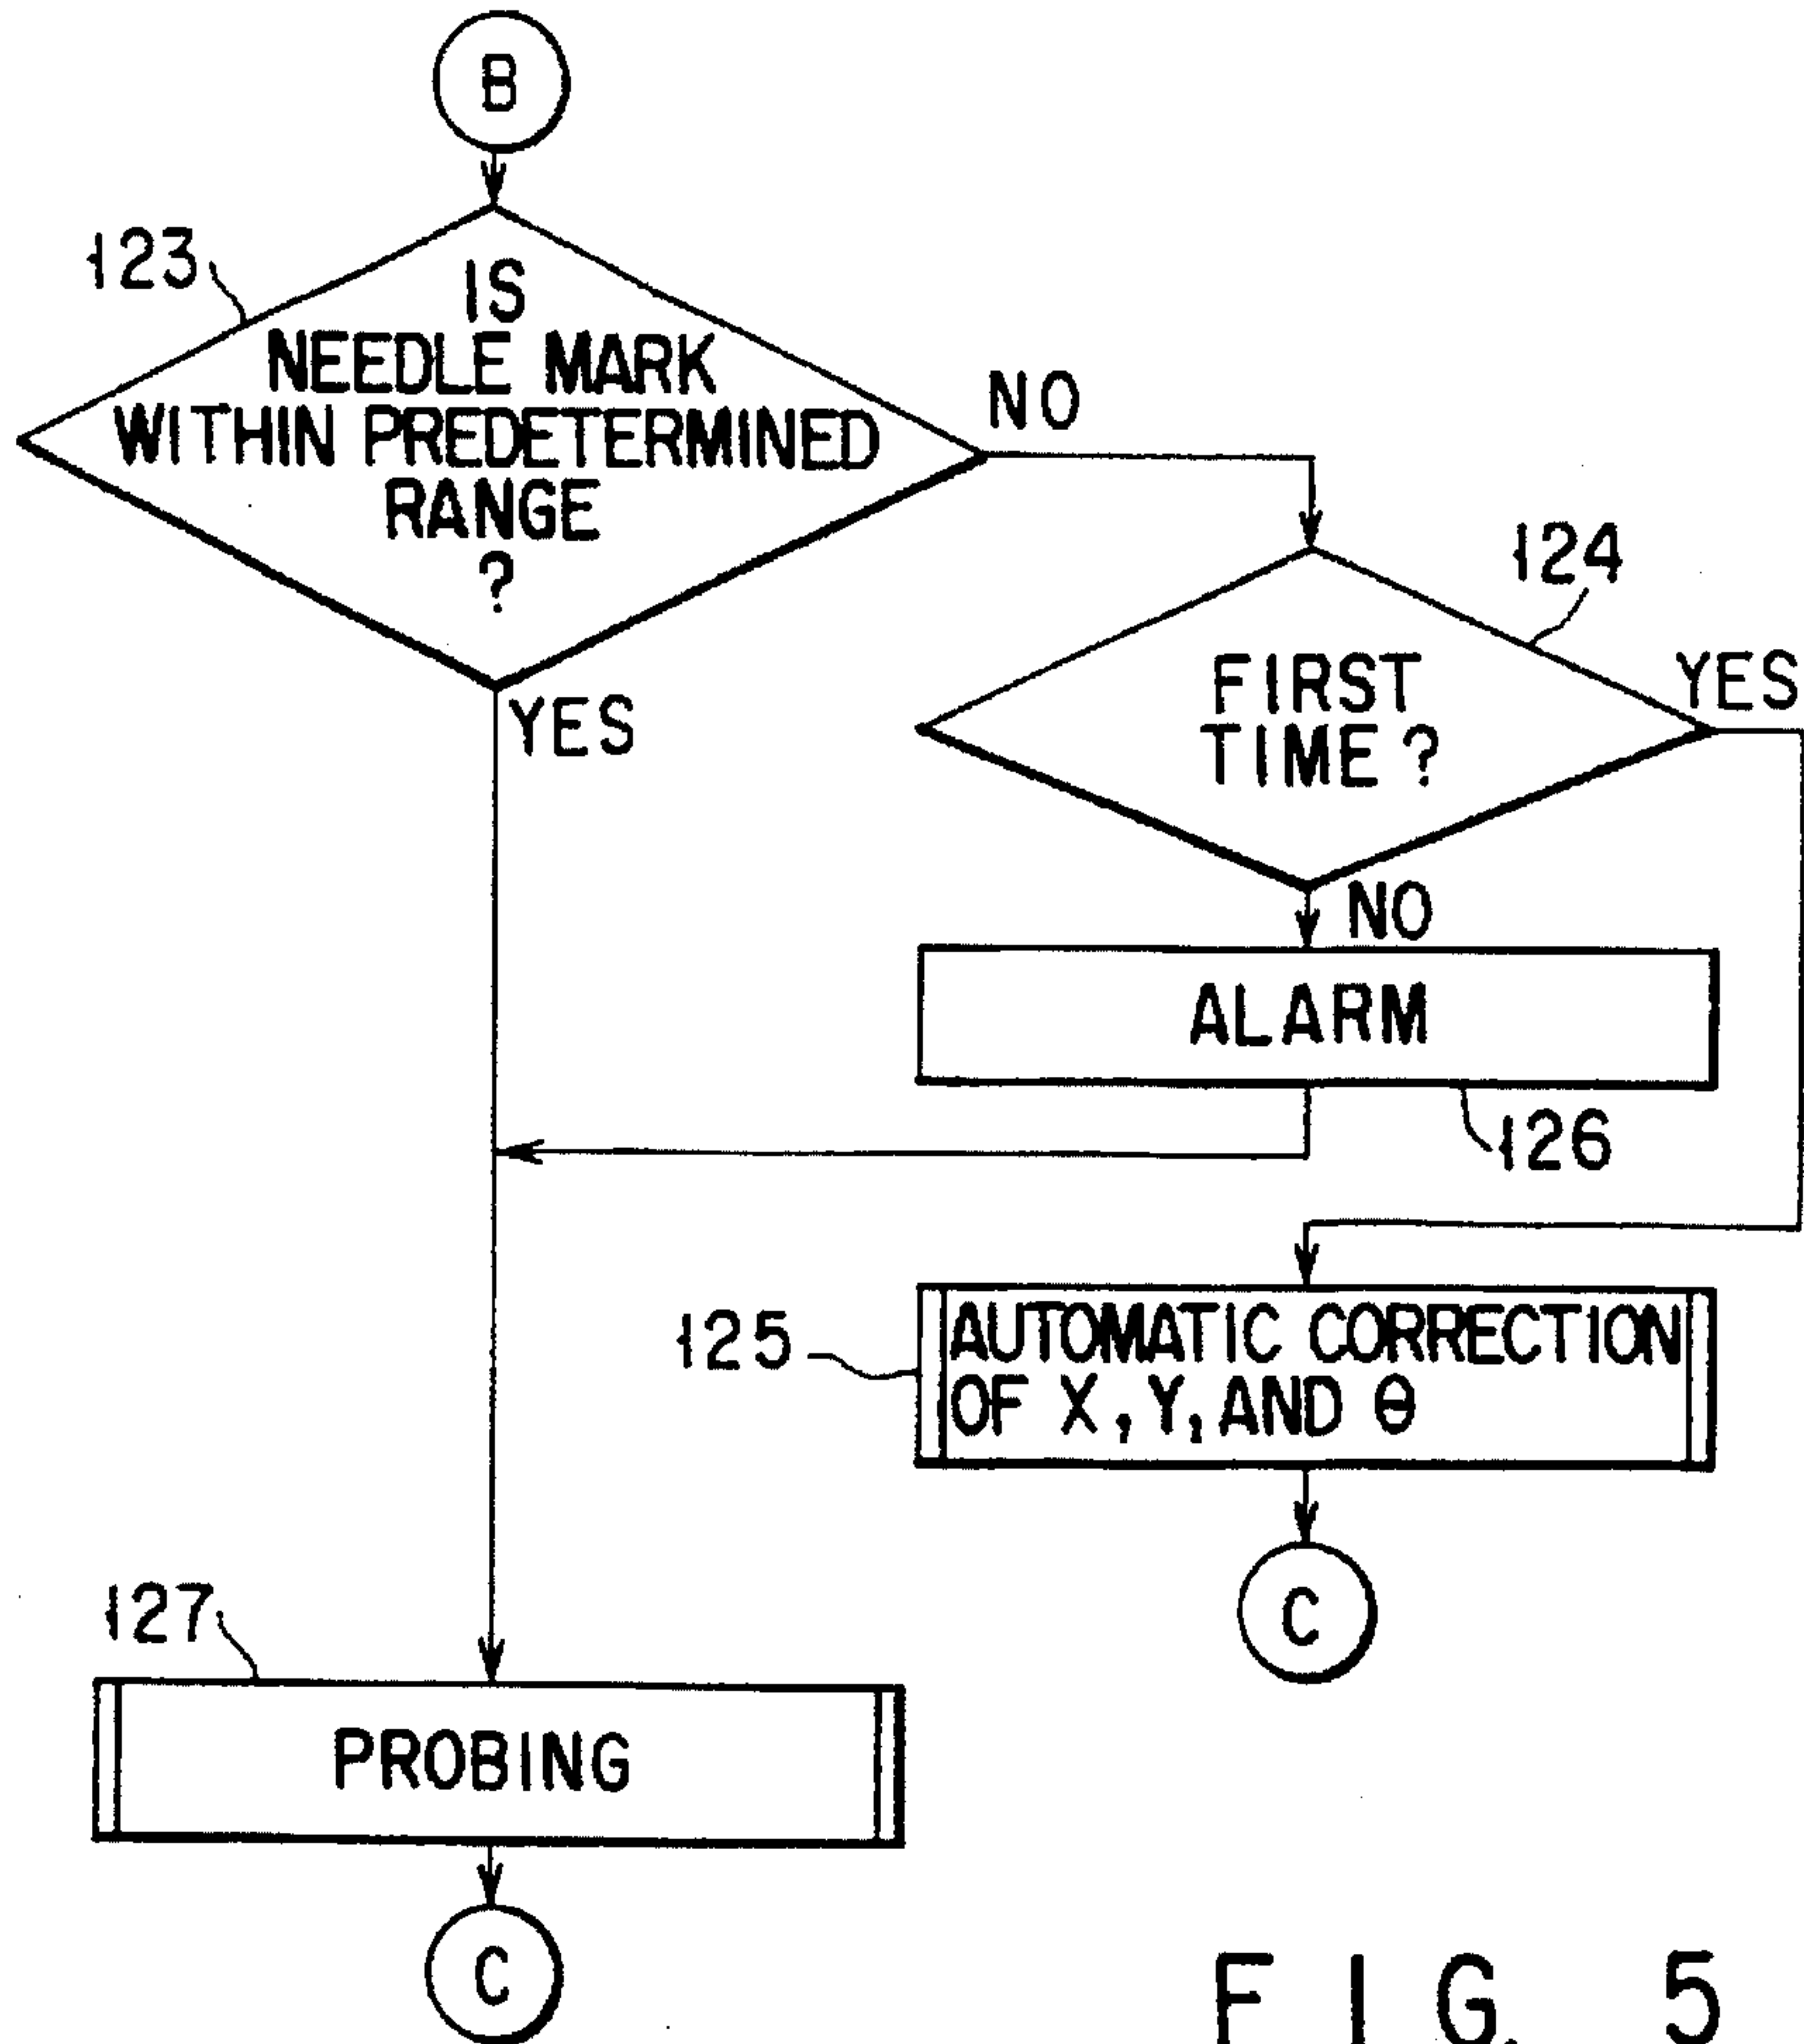 B
123
IS
NEEDLE MARK
WITHIN PREDETERMINED
RANGE
?
NO
YES
124
FIRST
TIME?
YES
NO
ALARM
126
125
AUTOMATIC CORRECTION
OF X, Y, AND θ
C
127
PROBING
C
FIG. 5